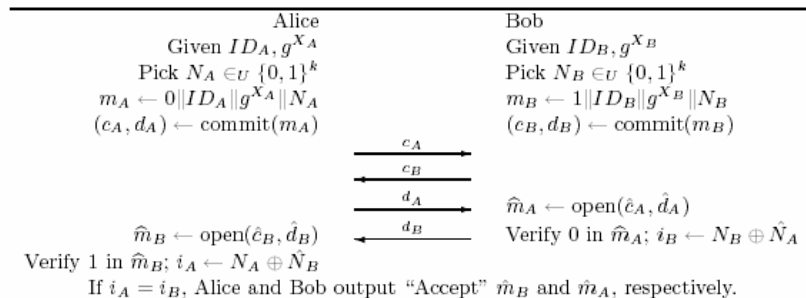 Alice Bob
Given ID_A, g^{X_A} Given ID_B, g^{X_B}
Pick N_A ∈_U {0,1}^k Pick N_B ∈_U {0,1}^k
m_A ← 0‖ID_A‖g^{X_A}‖N_A m_B ← 1‖ID_B‖g^{X_B}‖N_B
(c_A, d_A) ← commit(m_A) (c_B, d_B) ← commit(m_B)
c_A
c_B
d_A m̂_A ← open(ĉ_A, d̂_A)
m̂_B ← open(ĉ_B, d̂_B) d_B Verify 0 in m̂_A; i_B ← N_B ⊕ N̂_A
Verify 1 in m̂_B; i_A ← N_A ⊕ N̂_B
If i_A = i_B, Alice and Bob output “Accept” m̂_B and m̂_A, respectively.